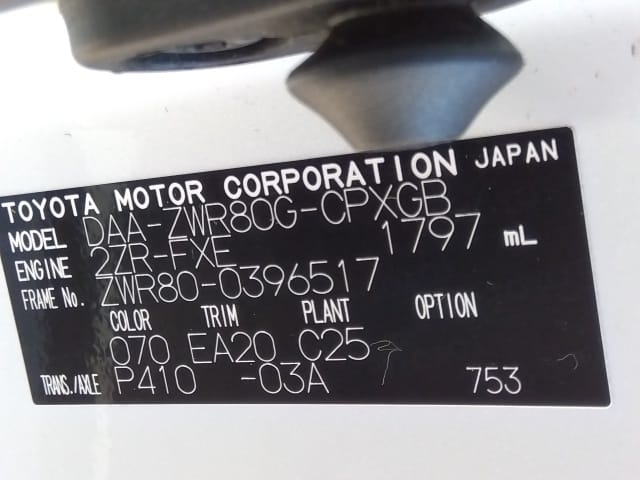 TOYOTA MOTOR CORPORATION JAPAN
MODEL DAA-ZWR80G-CPXGB
ENGINE 2ZR-FXE 1797 mL
FRAME No. ZWR80-0396517
COLOR TRIM PLANT OPTION
070 EA20 C25
TRANS./AXLE P410 -03A 753